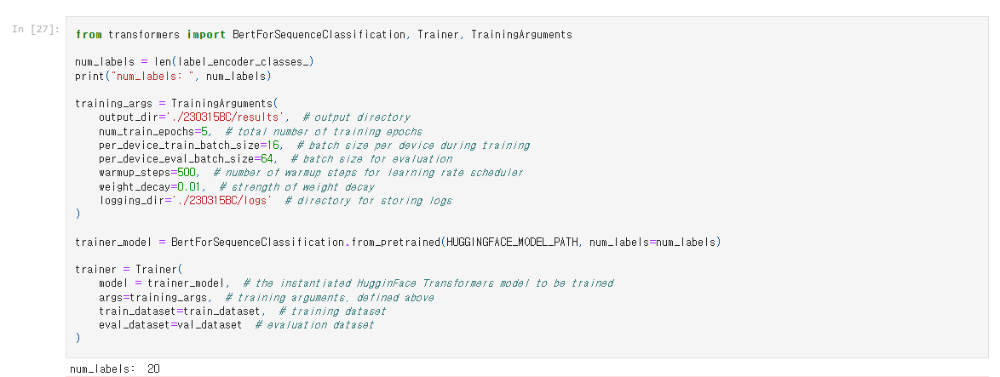 In [27]:
from transformers import BertForSequenceClassification, Trainer, TrainingArguments
num_labels = len(label_encoder_classes_)
print("num_labels: ", num_labels)
training_args = TrainingArguments(
output_dir='./230315BC/results',  # output directory
num_train_epochs=5,  # total number of training epochs
per_device_train_batch_size=16,  # batch size per device during training
per_device_eval_batch_size=64,  # batch size for evaluation
warmup_steps=500,  # number of warmup steps for learning rate scheduler
weight_decay=0.01,  # strength of weight decay
logging_dir='./230315BC/logs'  # directory for storing logs
)
trainer_model = BertForSequenceClassification.from_pretrained(HUGGINGFACE_MODEL_PATH, num_labels=num_labels)
trainer = Trainer(
model = trainer_model,  # the instantiated HugginFace Transformers model to be trained
args=training_args,  # training arguments, defined above
train_dataset=train_dataset,  # training dataset
eval_dataset=val_dataset  # evaluation dataset
)
num_labels:  20